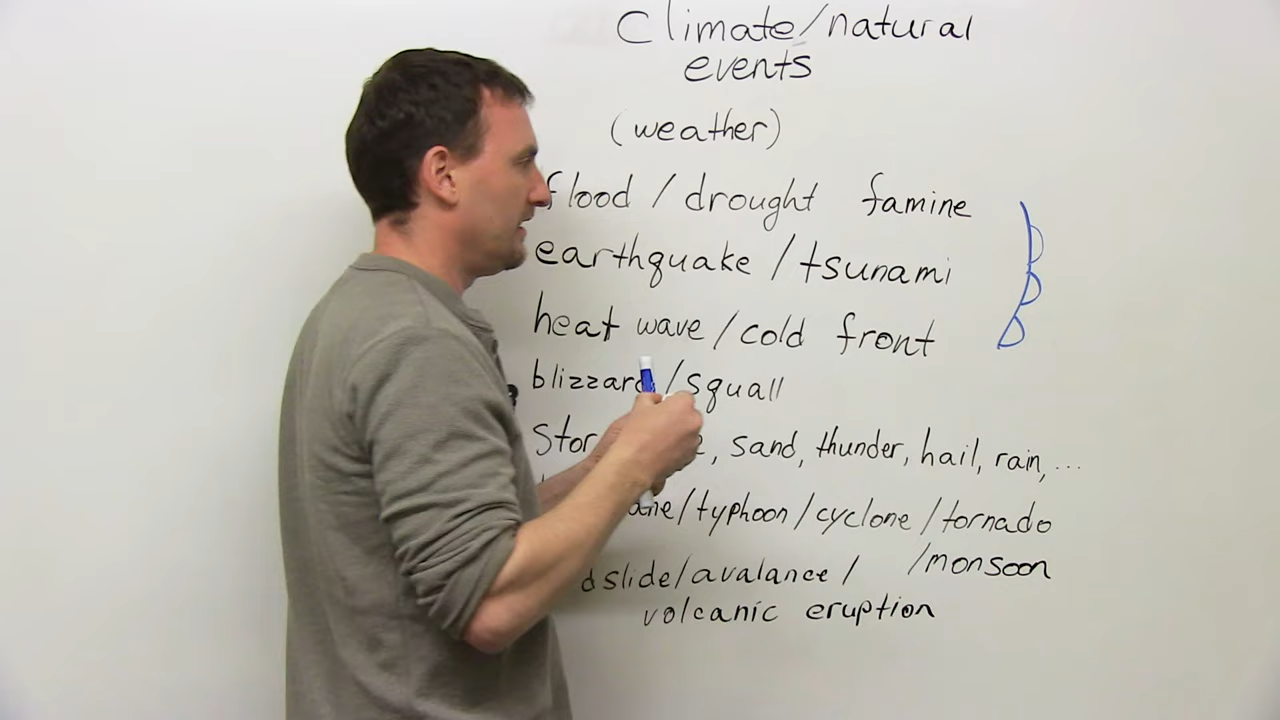 Climate/natural
events
(weather)
flood / drought famine
earthquake / tsunami
heat wave / cold front
blizzard / squall
sand, thunder, hail, rain, ...
/typhoon/cyclone/tornado
/monsoon
/avalance/
volcanic eruption